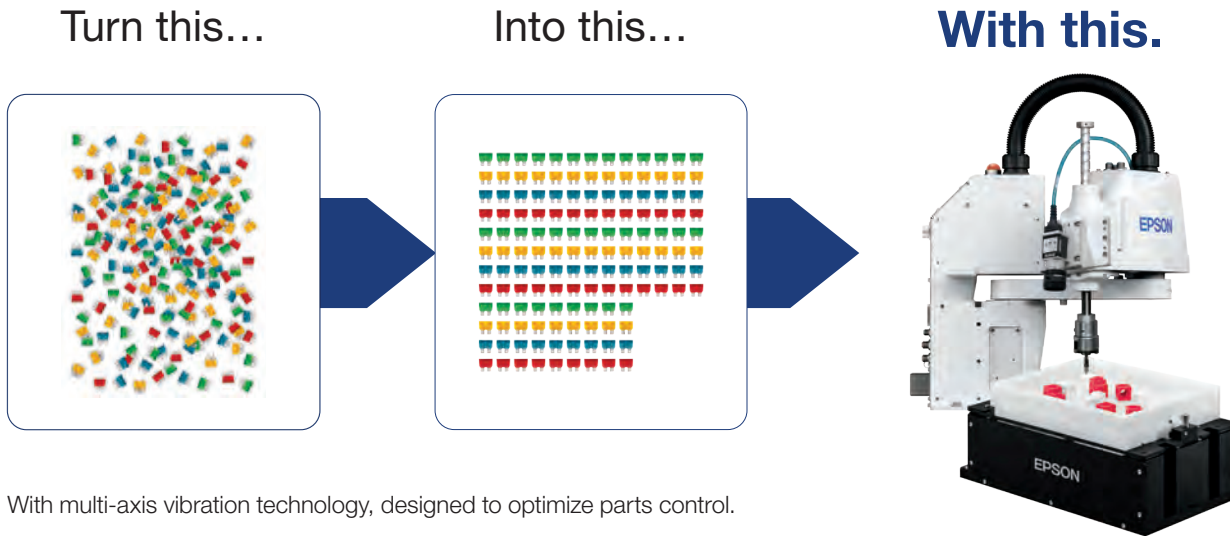 Turn this…
Into this…
With this.
EPSON
EPSON
With multi-axis vibration technology, designed to optimize parts control.